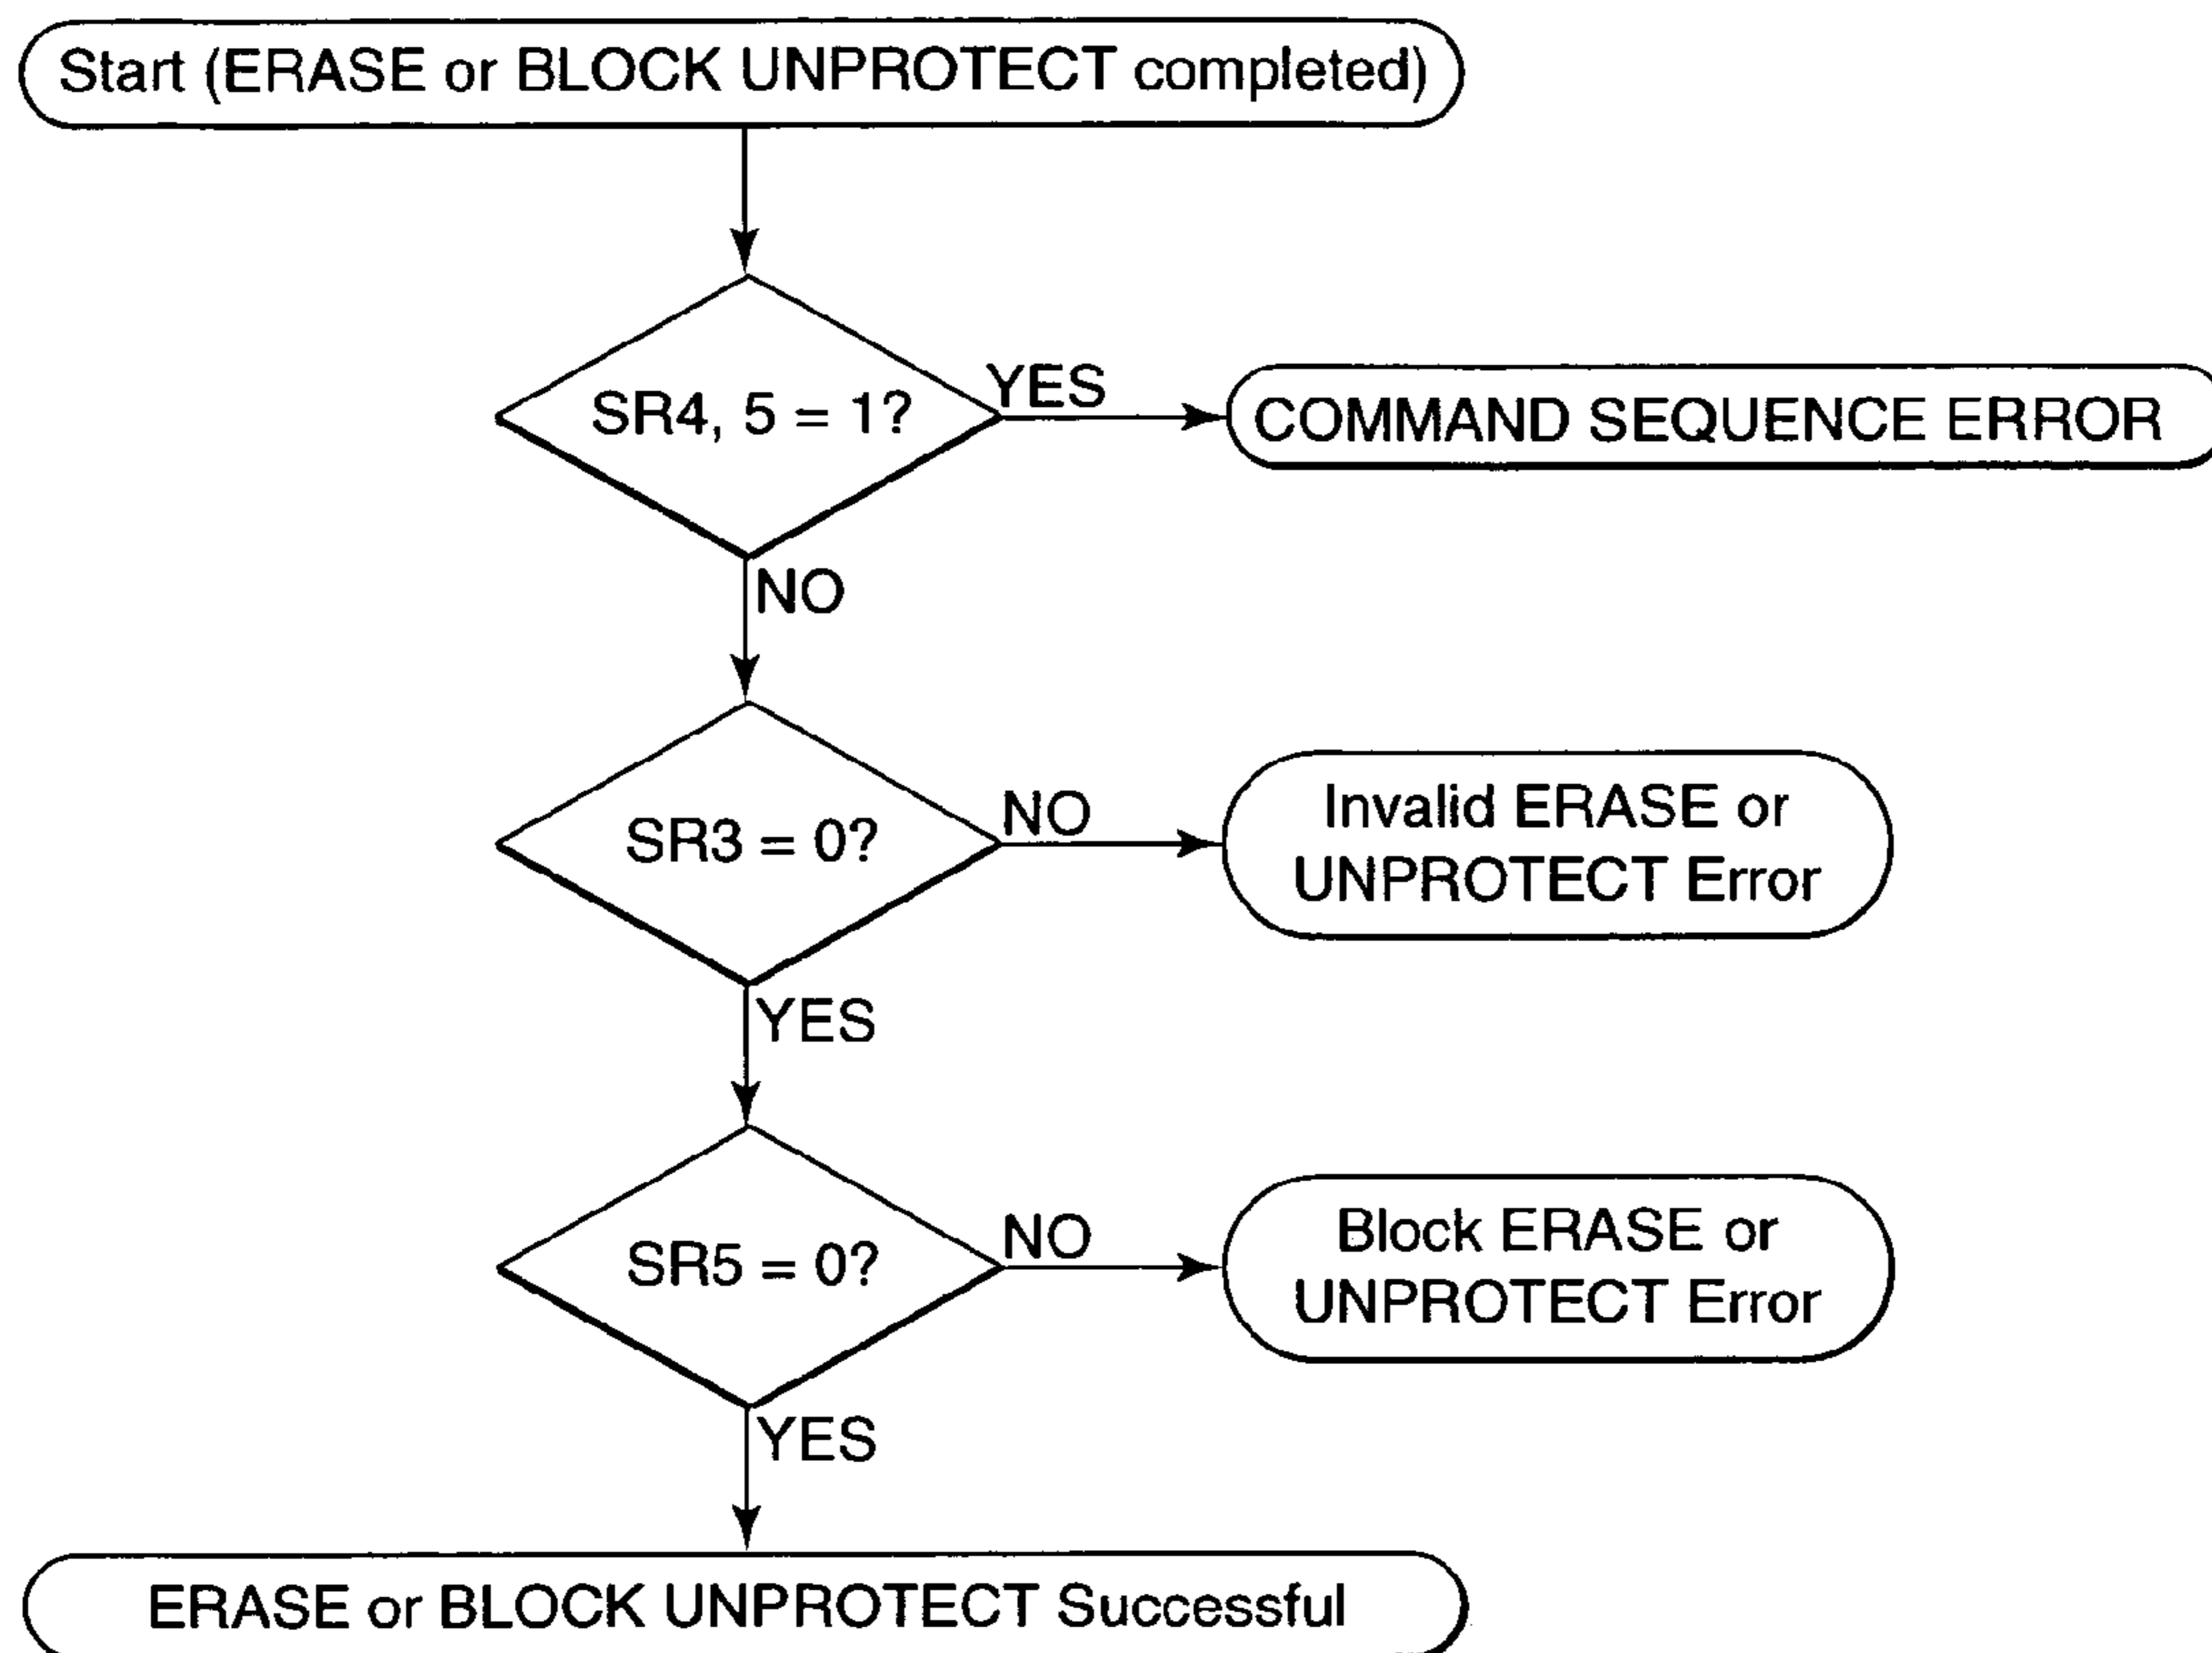 Start (ERASE or BLOCK UNPROTECT completed)
SR4, 5 = 1?
YES
COMMAND SEQUENCE ERROR
NO
SR3 = 0?
NO
Invalid ERASE or
UNPROTECT Error
YES
SR5 = 0?
NO
Block ERASE or
UNPROTECT Error
YES
ERASE or BLOCK UNPROTECT Successful